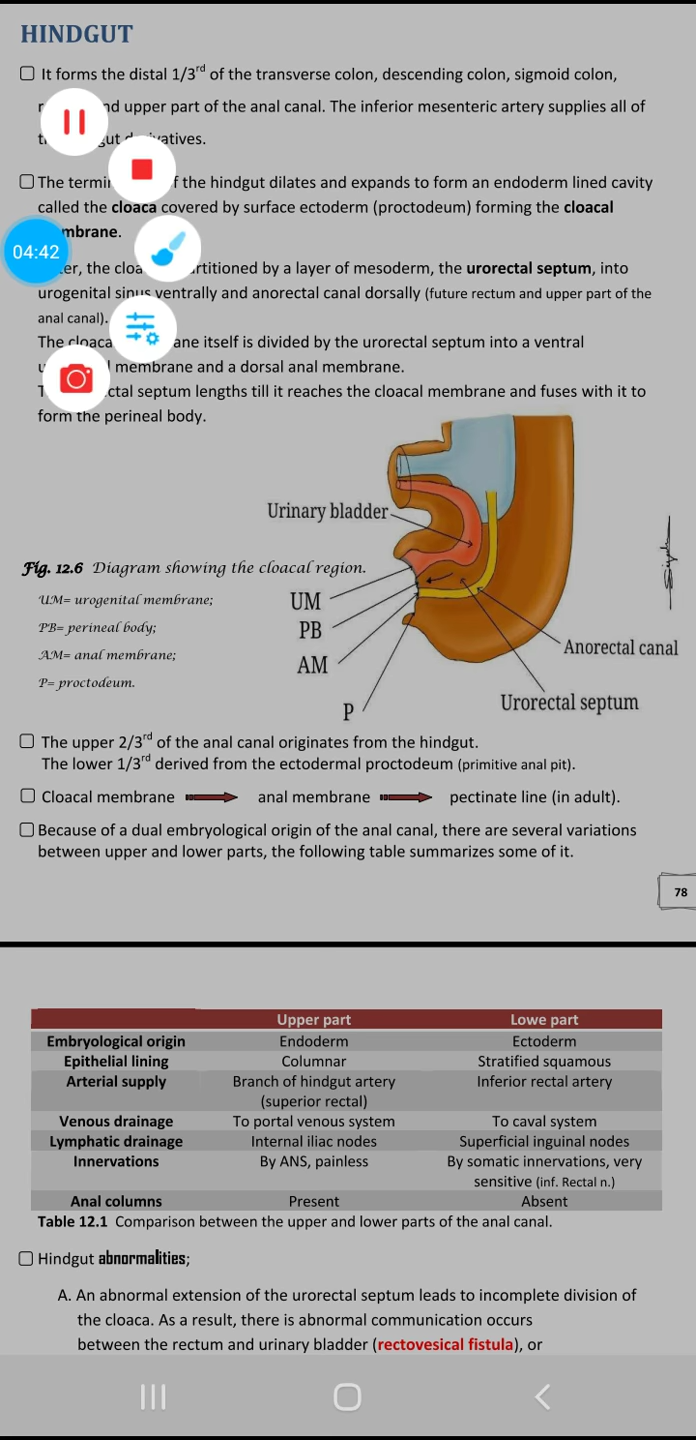 HINDGUT
It forms the distal 1/3rd of the transverse colon, descending colon, sigmoid colon,
upper part of the anal canal. The inferior mesenteric artery supplies all of
the hindgut dilates and expands to form an endoderm lined cavity
called the cloaca covered by surface ectoderm (proctodeum) forming the cloacal
04:42
the by a layer of mesoderm, the urorectal septum, into
urogenital sinus ventrally and anorectal canal dorsally (future rectum and upper part of the
anal canal).
The itself is divided by the urorectal septum into a ventral
membrane and a dorsal anal membrane.
septum lengths till it reaches the cloacal membrane and fuses with it to
form the perineal body.
Urinary bladder
Fig. 12.6 Diagram showing the cloacal region.
UM= urogenital membrane;
UM
PB= perineal body;
PB
AM= anal membrane;
AM
Anorectal canal
P= proctodeum.
Urorectal septum
P
The upper 2/3rd of the anal canal originates from the hindgut.
The lower 1/3rd derived from the ectodermal proctodeum (primitive anal pit).
Cloacal membrane anal membrane pectinate line (in adult).
Because of a dual embryological origin of the anal canal, there are several variations
between upper and lower parts, the following table summarizes some of it.
78
Upper part Lowe part
Embryological origin Endoderm Ectoderm
Epithelial lining Columnar Stratified squamous
Arterial supply Branch of hindgut artery Inferior rectal artery
(superior rectal)
Venous drainage To portal venous system To caval system
Lymphatic drainage Internal iliac nodes Superficial inguinal nodes
Innervations By ANS, painless By somatic innervations, very
sensitive (inf. Rectal n.)
Anal columns Present Absent
Table 12.1 Comparison between the upper and lower parts of the anal canal.
Hindgut abnormalities;
A. An abnormal extension of the urorectal septum leads to incomplete division of
the cloaca. As a result, there is abnormal communication occurs
between the rectum and urinary bladder (rectovesical fistula), or